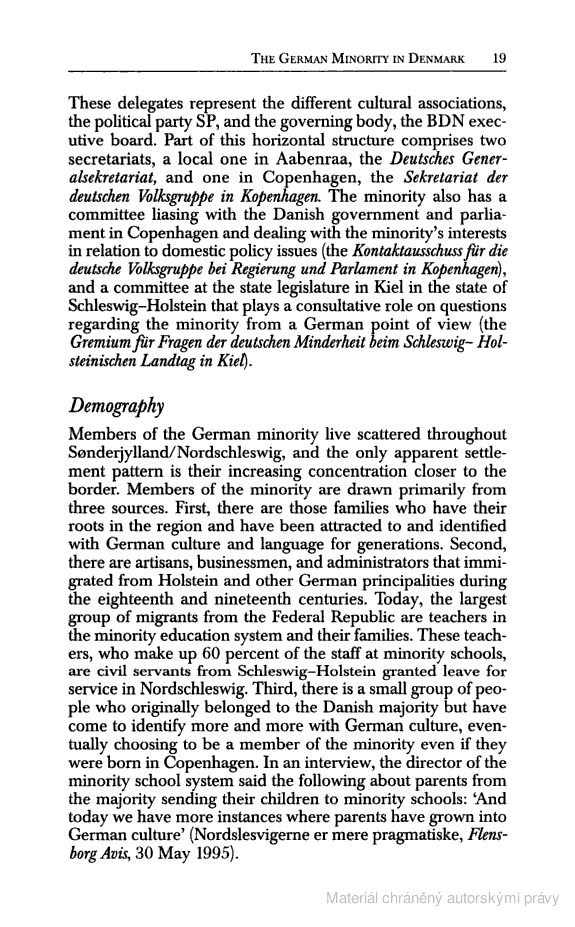 THE GERMAN MINORITY IN DENMARK 19
These delegates represent the different cultural associations,
the political party SP, and the governing body, the BDN exec-
utive board. Part of this horizontal structure comprises two
secretariats, a local one in Aabenraa, the Deutsches Gener-
alsekretariat, and one in Copenhagen, the Sekretariat der
deutschen Volksgruppe in Kopenhagen. The minority also has a
committee liasing with the Danish government and parlia-
ment in Copenhagen and dealing with the minority's interests
in relation to domestic policy issues (the Kontaktausschuss für die
deutsche Volksgruppe bei Regierung und Parlament in Kopenhagen),
and a committee at the state legislature in Kiel in the state of
Schleswig–Holstein that plays a consultative role on questions
regarding the minority from a German point of view (the
Gremium für Fragen der deutschen Minderheit beim Schleswig– Hol-
steinischen Landtag in Kiel).
Demography
Members of the German minority live scattered throughout
Sønderjylland/Nordschleswig, and the only apparent settle-
ment pattern is their increasing concentration closer to the
border. Members of the minority are drawn primarily from
three sources. First, there are those families who have their
roots in the region and have been attracted to and identified
with German culture and language for generations. Second,
there are artisans, businessmen, and administrators that immi-
grated from Holstein and other German principalities during
the eighteenth and nineteenth centuries. Today, the largest
group of migrants from the Federal Republic are teachers in
the minority education system and their families. These teach-
ers, who make up 60 percent of the staff at minority schools,
are civil servants from Schleswig–Holstein granted leave for
service in Nordschleswig. Third, there is a small group of peo-
ple who originally belonged to the Danish majority but have
come to identify more and more with German culture, even-
tually choosing to be a member of the minority even if they
were born in Copenhagen. In an interview, the director of the
minority school system said the following about parents from
the majority sending their children to minority schools: 'And
today we have more instances where parents have grown into
German culture' (Nordslesvigerne er mere pragmatiske, Flens-
borg Avis, 30 May 1995).
Materiál chráněný autorskými právy